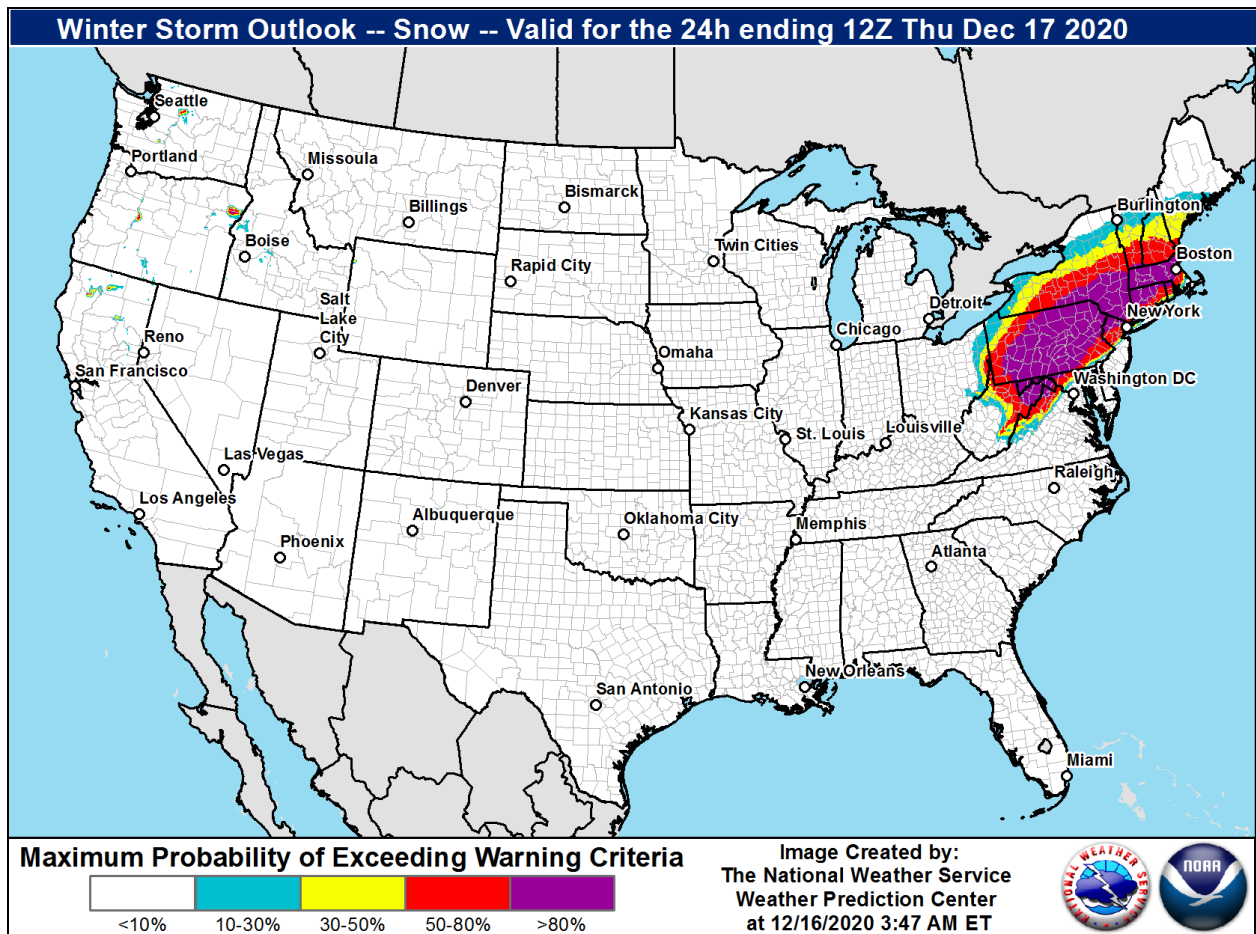 Winter Storm Outlook -- Snow -- Valid for the 24h ending 12Z Thu Dec 17 2020
Seattle
Portland
Missoula
Bismarck
Burlington
Billings
Boise
Twin Cities
Boston
Rapid City
Salt
Lake
City
Detroit
New York
Reno
Chicago
Omaha
San Francisco
Washington DC
Denver
Kansas City
St. Louis
Louisville
Las Vegas
Raleigh
Los Angeles
Albuquerque
Oklahoma City
Memphis
Phoenix
Atlanta
New Orleans
San Antonio
Miami
Maximum Probability of Exceeding Warning Criteria
<10%
10-30%
30-50%
50-80%
>80%
Image Created by:
The National Weather Service
Weather Prediction Center
at 12/16/2020 3:47 AM ET
NATIONAL WEATHER SERVICE
NOAA